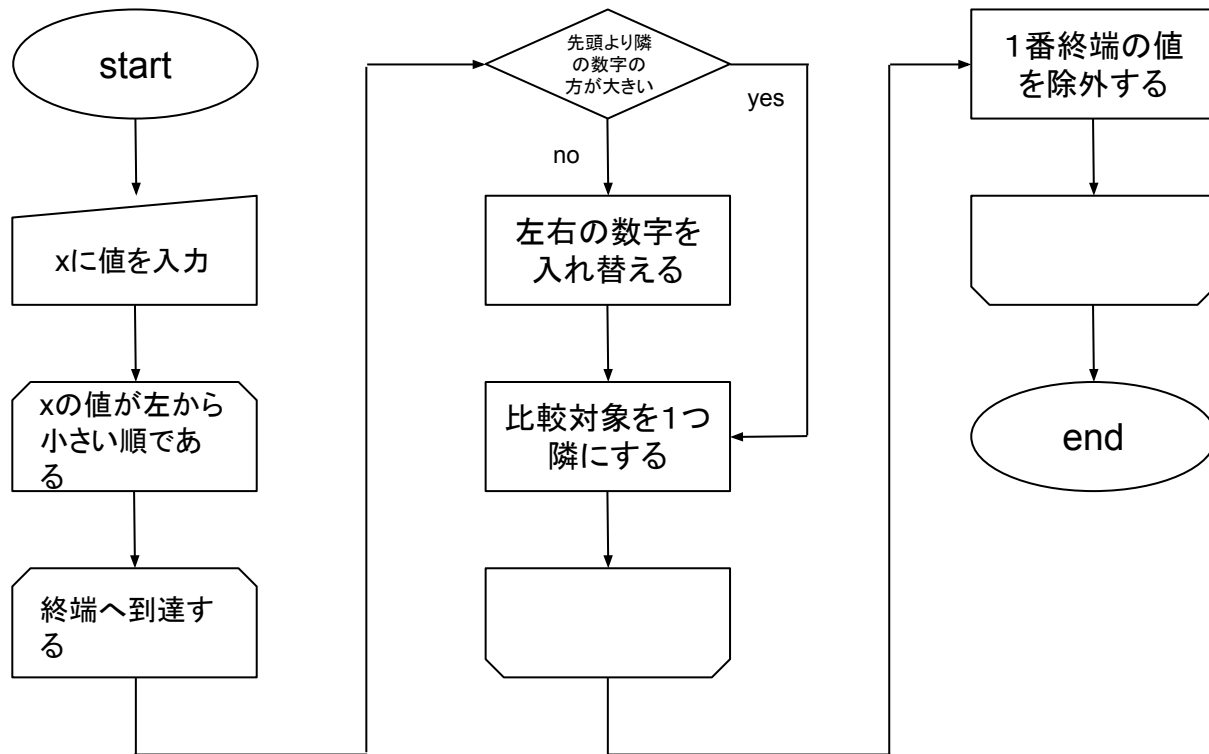 start
xに値を入力
xの値が左から
小さい順であ
る
終端へ到達す
る
先頭より隣
の数字の
方が大きい
yes
no
左右の数字を
入れ替える
比較対象を1つ
隣にする
1番終端の値
を除外する
end